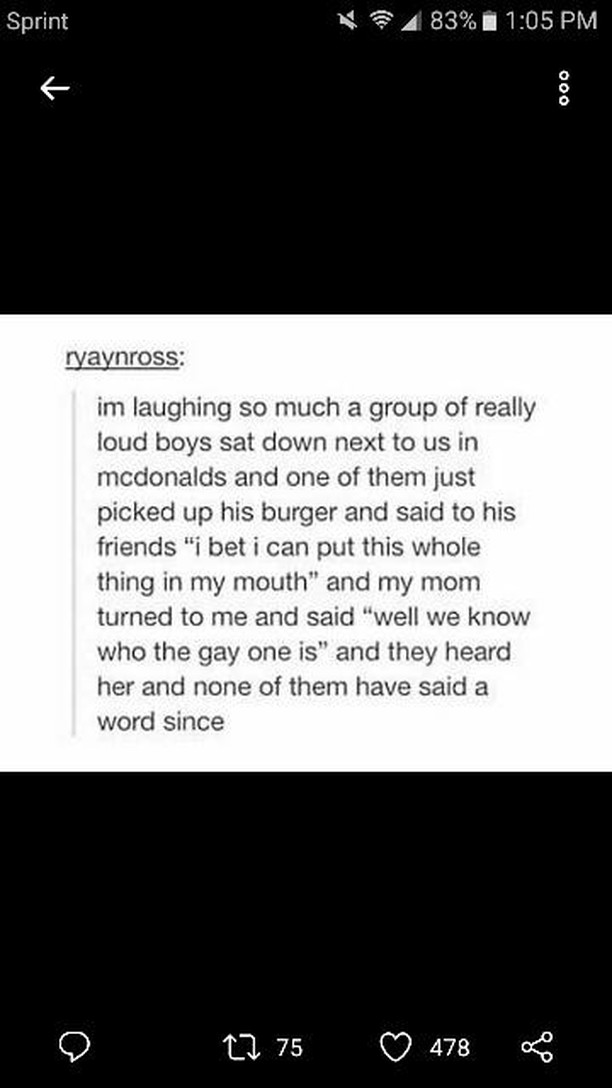 Sprint 83% 1:05 PM
ryaynross:
im laughing so much a group of really
loud boys sat down next to us in
mcdonalds and one of them just
picked up his burger and said to his
friends “i bet i can put this whole
thing in my mouth” and my mom
turned to me and said “well we know
who the gay one is” and they heard
her and none of them have said a
word since
75 478